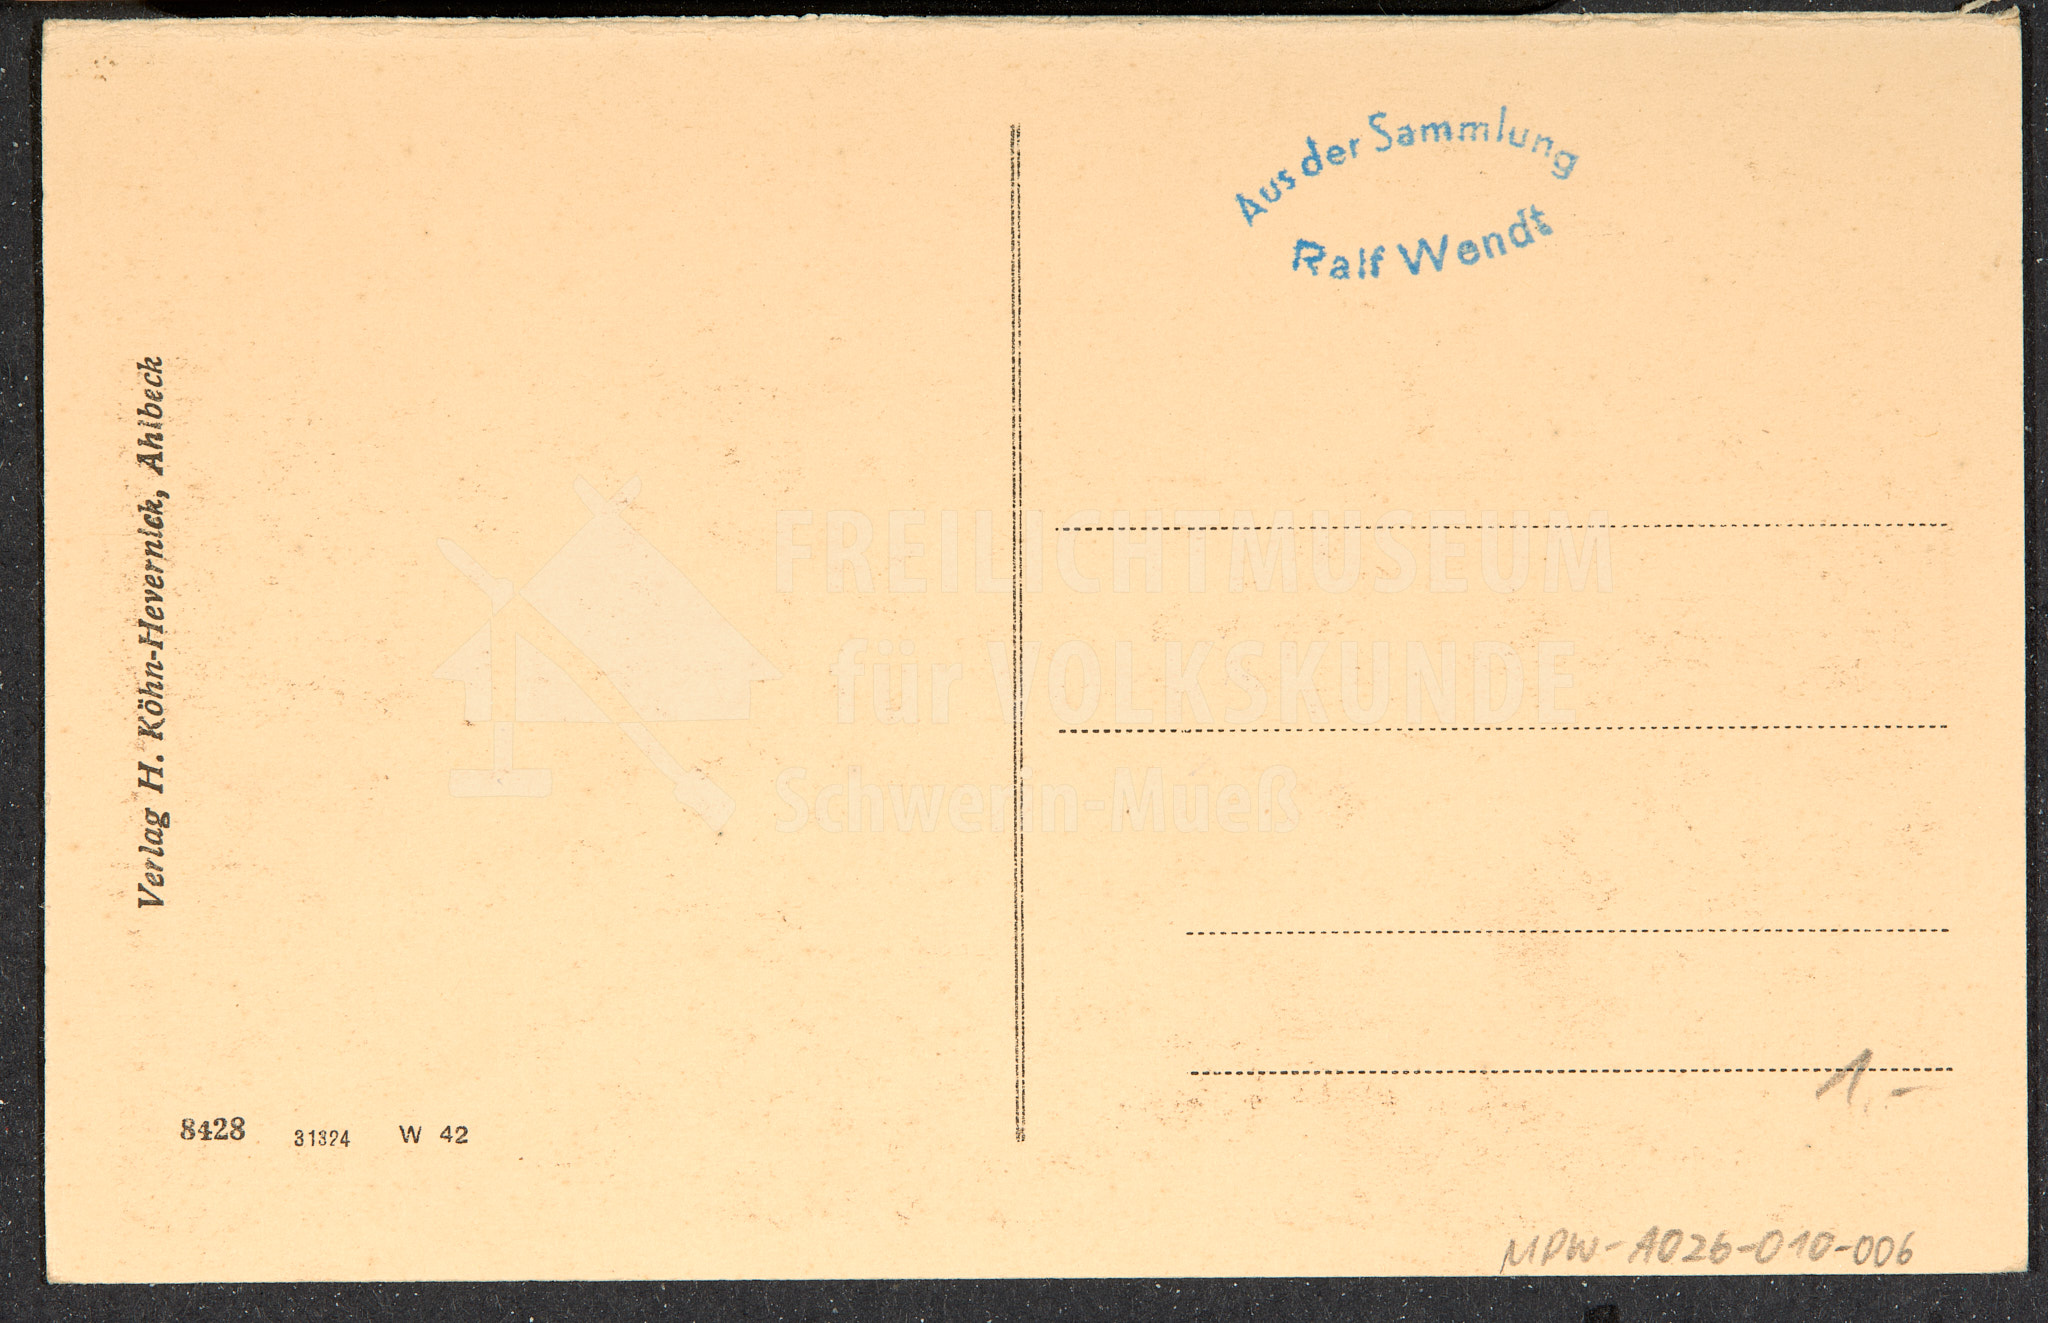 Aus der Sammlung
Ralf Wendt
Verlag H. Köhn-Hevernick, Ahlbeck
FREILICHTMUSEUM
für VOLKSKUNDE
Schwerin-Mueß
8428 31324 W 42
1.-
MPW-A026-010-006